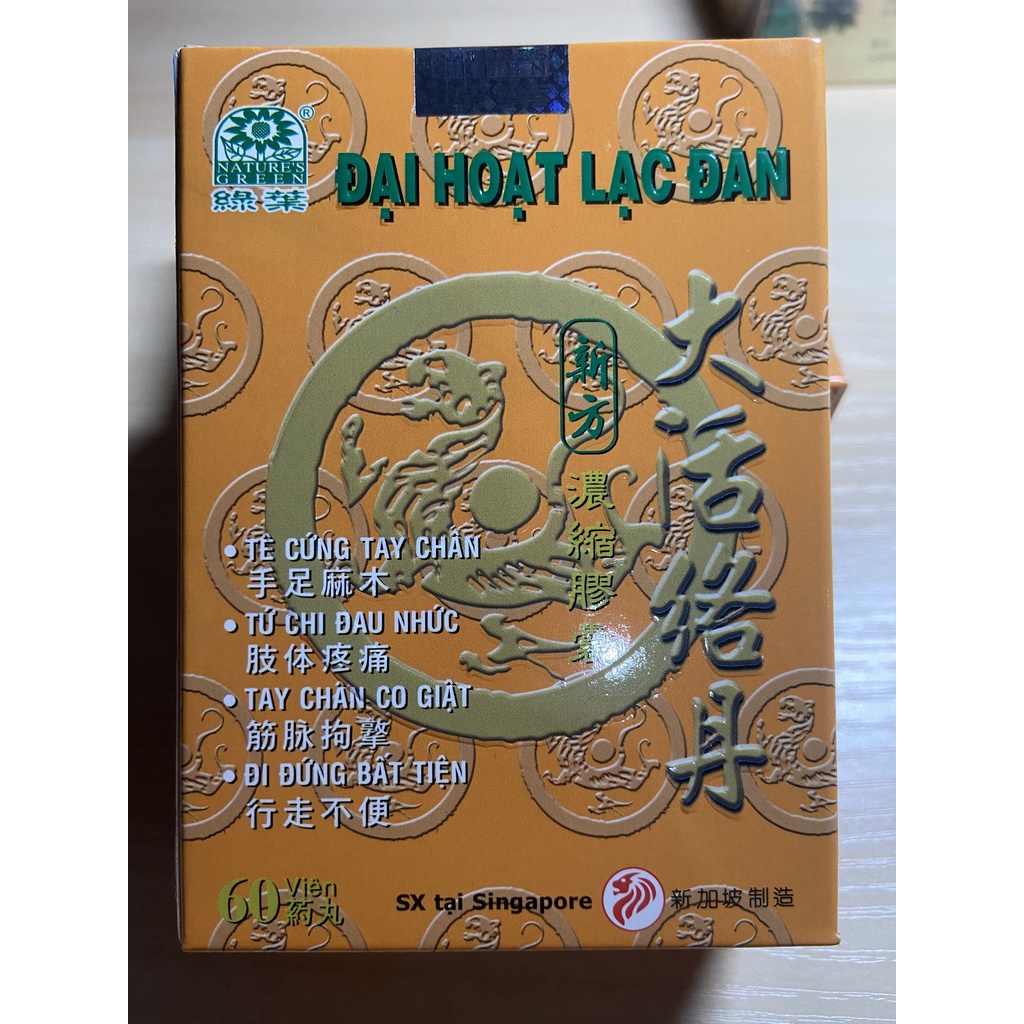 NATURE'S
GREEN
®
綠葉
ĐẠI HOẠT LẠC ĐAN
大活络丹
新方
濃縮膠囊
• TÊ CỨNG TAY CHÂN
手足麻木
• TỨ CHI ĐAU NHỨC
肢体疼痛
• TAY CHÂN CO GIẬT
筋脉拘擎
• ĐI ĐỨNG BẤT TIỆN
行走不便
60 Viên
药丸
SX tại Singapore
新加坡制造